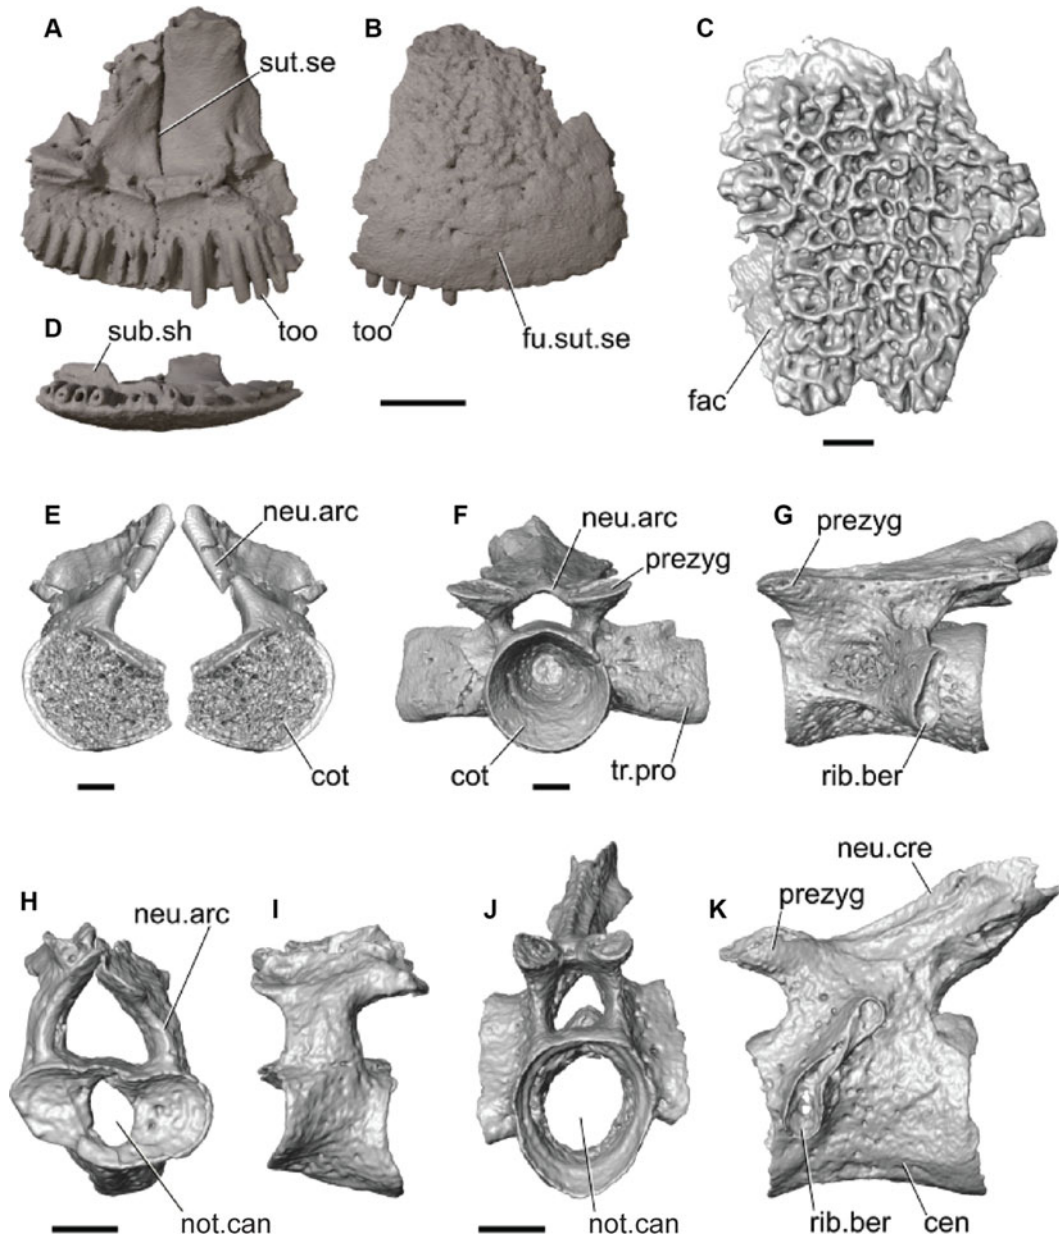 A
B
C
sut.se
too
too
fu.sut.se
D
sub.sh
fac
E
neu.arc
F
neu.arc
prezyg
G
prezyg
cot
cot
tr.pro
rib.ber
H
neu.arc
I
J
neu.cre
K
prezyg
not.can
not.can
rib.ber
cen